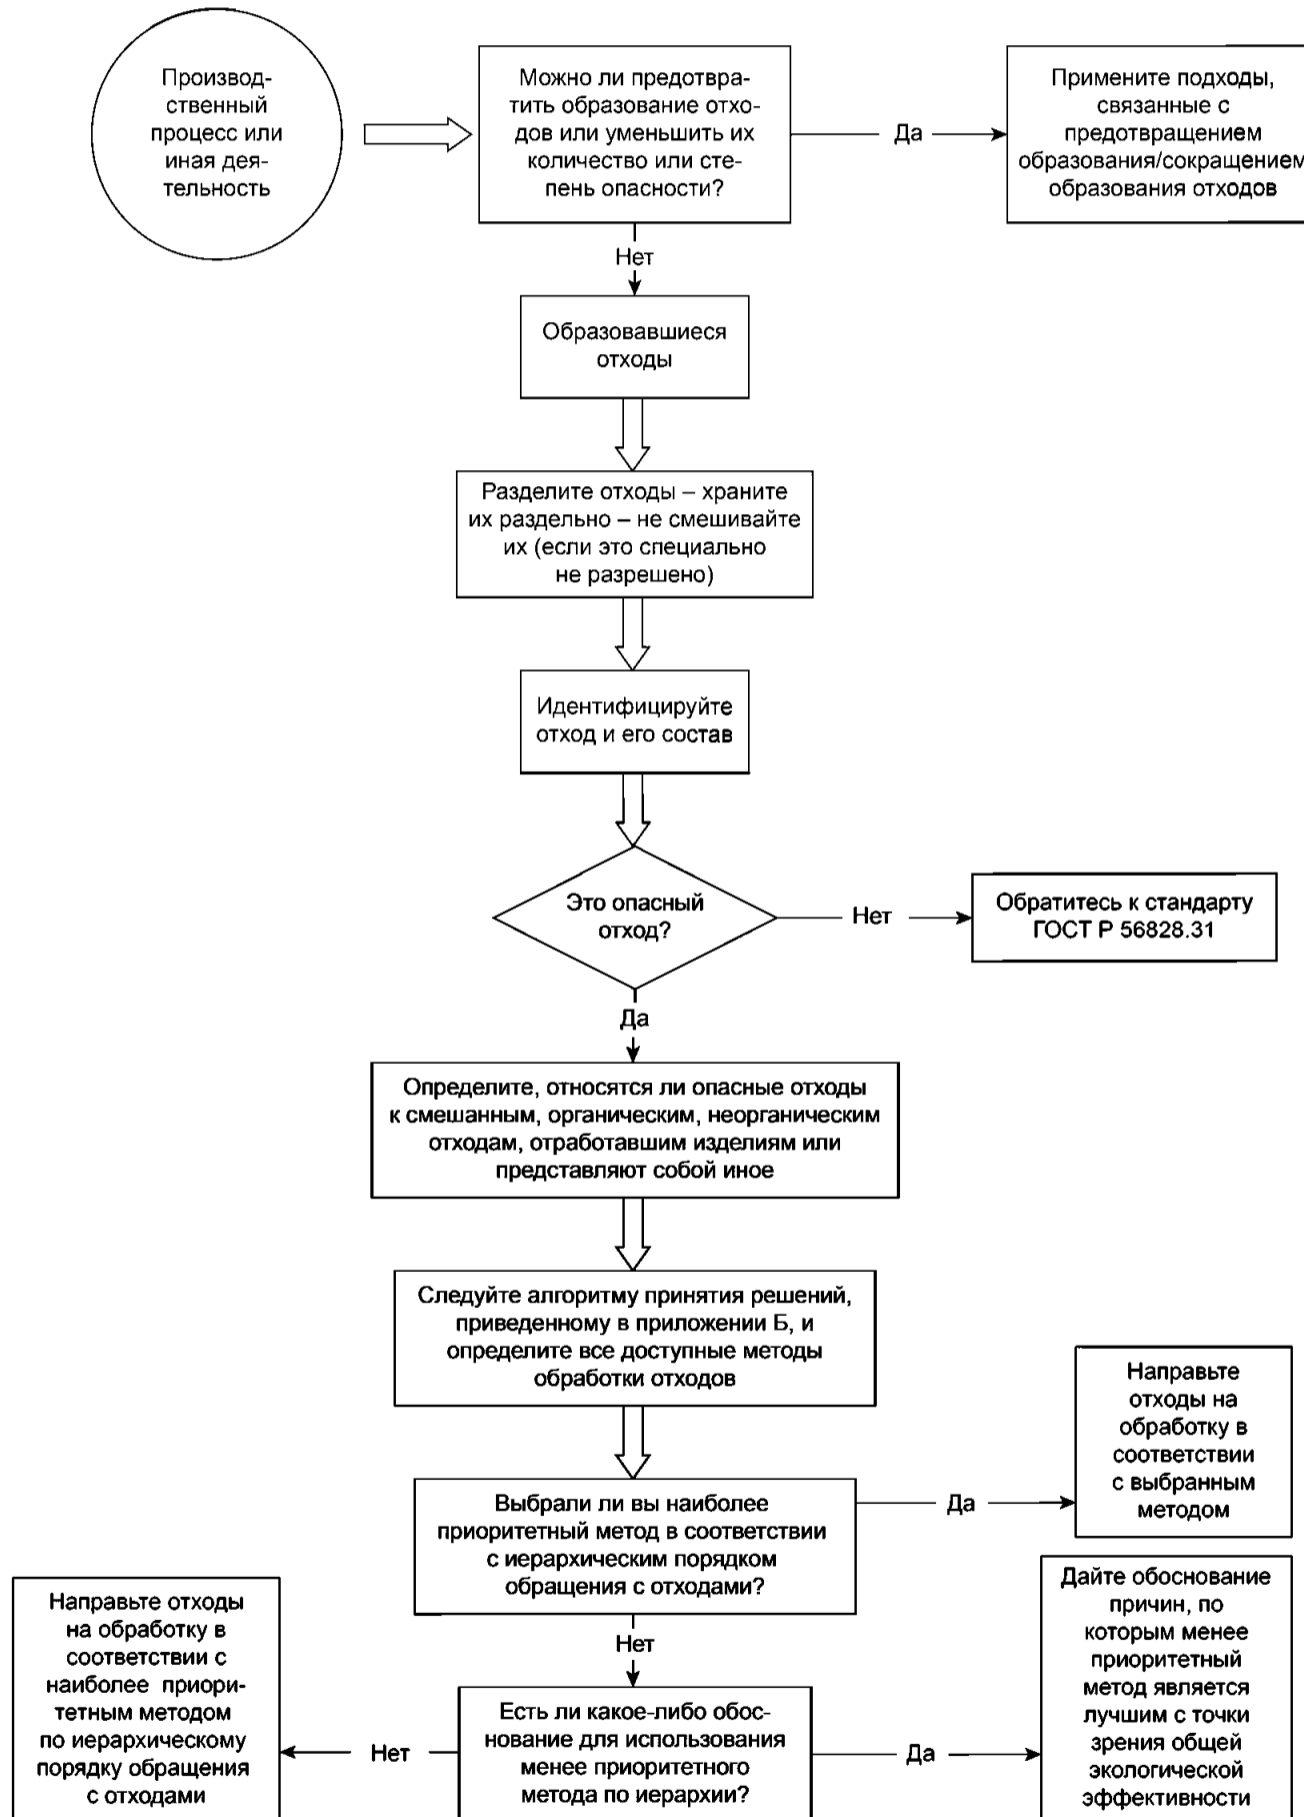 Производ-
ственный
процесс или
иная дея-
тельность
Можно ли предотвра-
тить образование отхо-
дов или уменьшить их
количество или сте-
пень опасности?
Да
Примените подходы,
связанные с
предотвращением
образования/сокращением
образования отходов
Нет
Образовавшиеся
отходы
Разделите отходы – храните
их раздельно – не смешивайте
их (если это специально
не разрешено)
Идентифицируйте
отход и его состав
Это опасный
отход?
Нет
Обратитесь к стандарту
ГОСТ Р 56828.31
Да
Определите, относятся ли опасные отходы
к смешанным, органическим, неорганическим
отходам, отработавшим изделиям или
представляют собой иное
Следуйте алгоритму принятия решений,
приведенному в приложении Б, и
определите все доступные методы
обработки отходов
Выбрали ли вы наиболее
приоритетный метод в соответствии
с иерархическим порядком
обращения с отходами?
Да
Направьте
отходы на
обработку в
соответствии
с выбранным
методом
Нет
Есть ли какое-либо обос-
нование для использования
менее приоритетного
метода по иерархии?
Нет
Направьте отходы
на обработку в
соответствии с
наиболее приори-
тетным методом
по иерархическому
порядку обращения
с отходами
Да
Дайте обоснование
причин, по
которым менее
приоритетный
метод является
лучшим с точки
зрения общей
экологической
эффективности